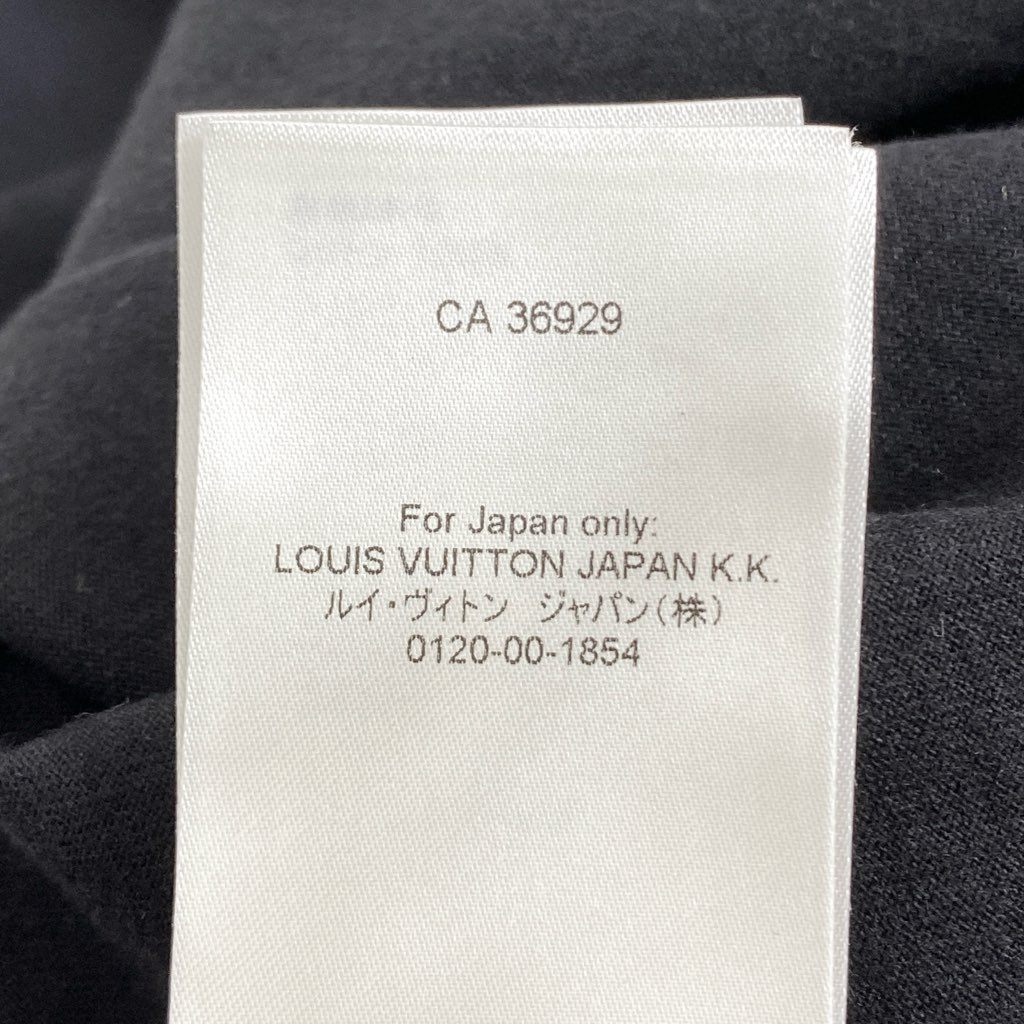 CA 36929
For Japan only:
LOUIS VUITTON JAPAN K.K.
ルイ・ヴィトン ジャパン(株)
0120-00-1854